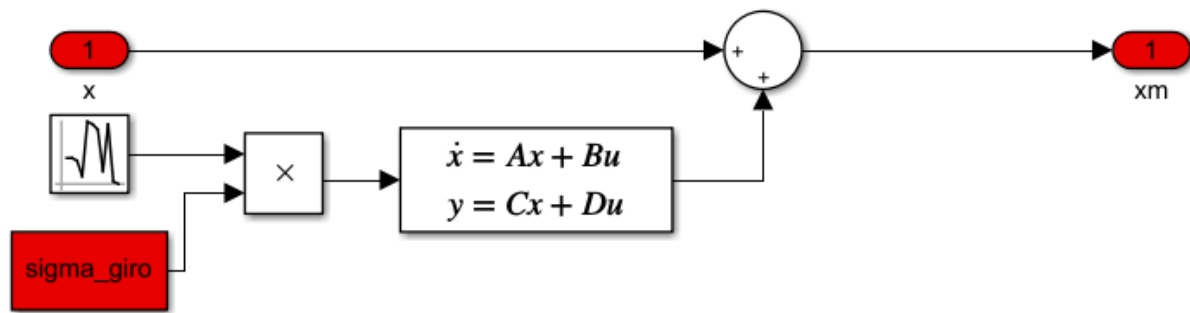 1
x
+
+
1
xm
×
ẋ = Ax + Bu
y = Cx + Du
sigma_giro